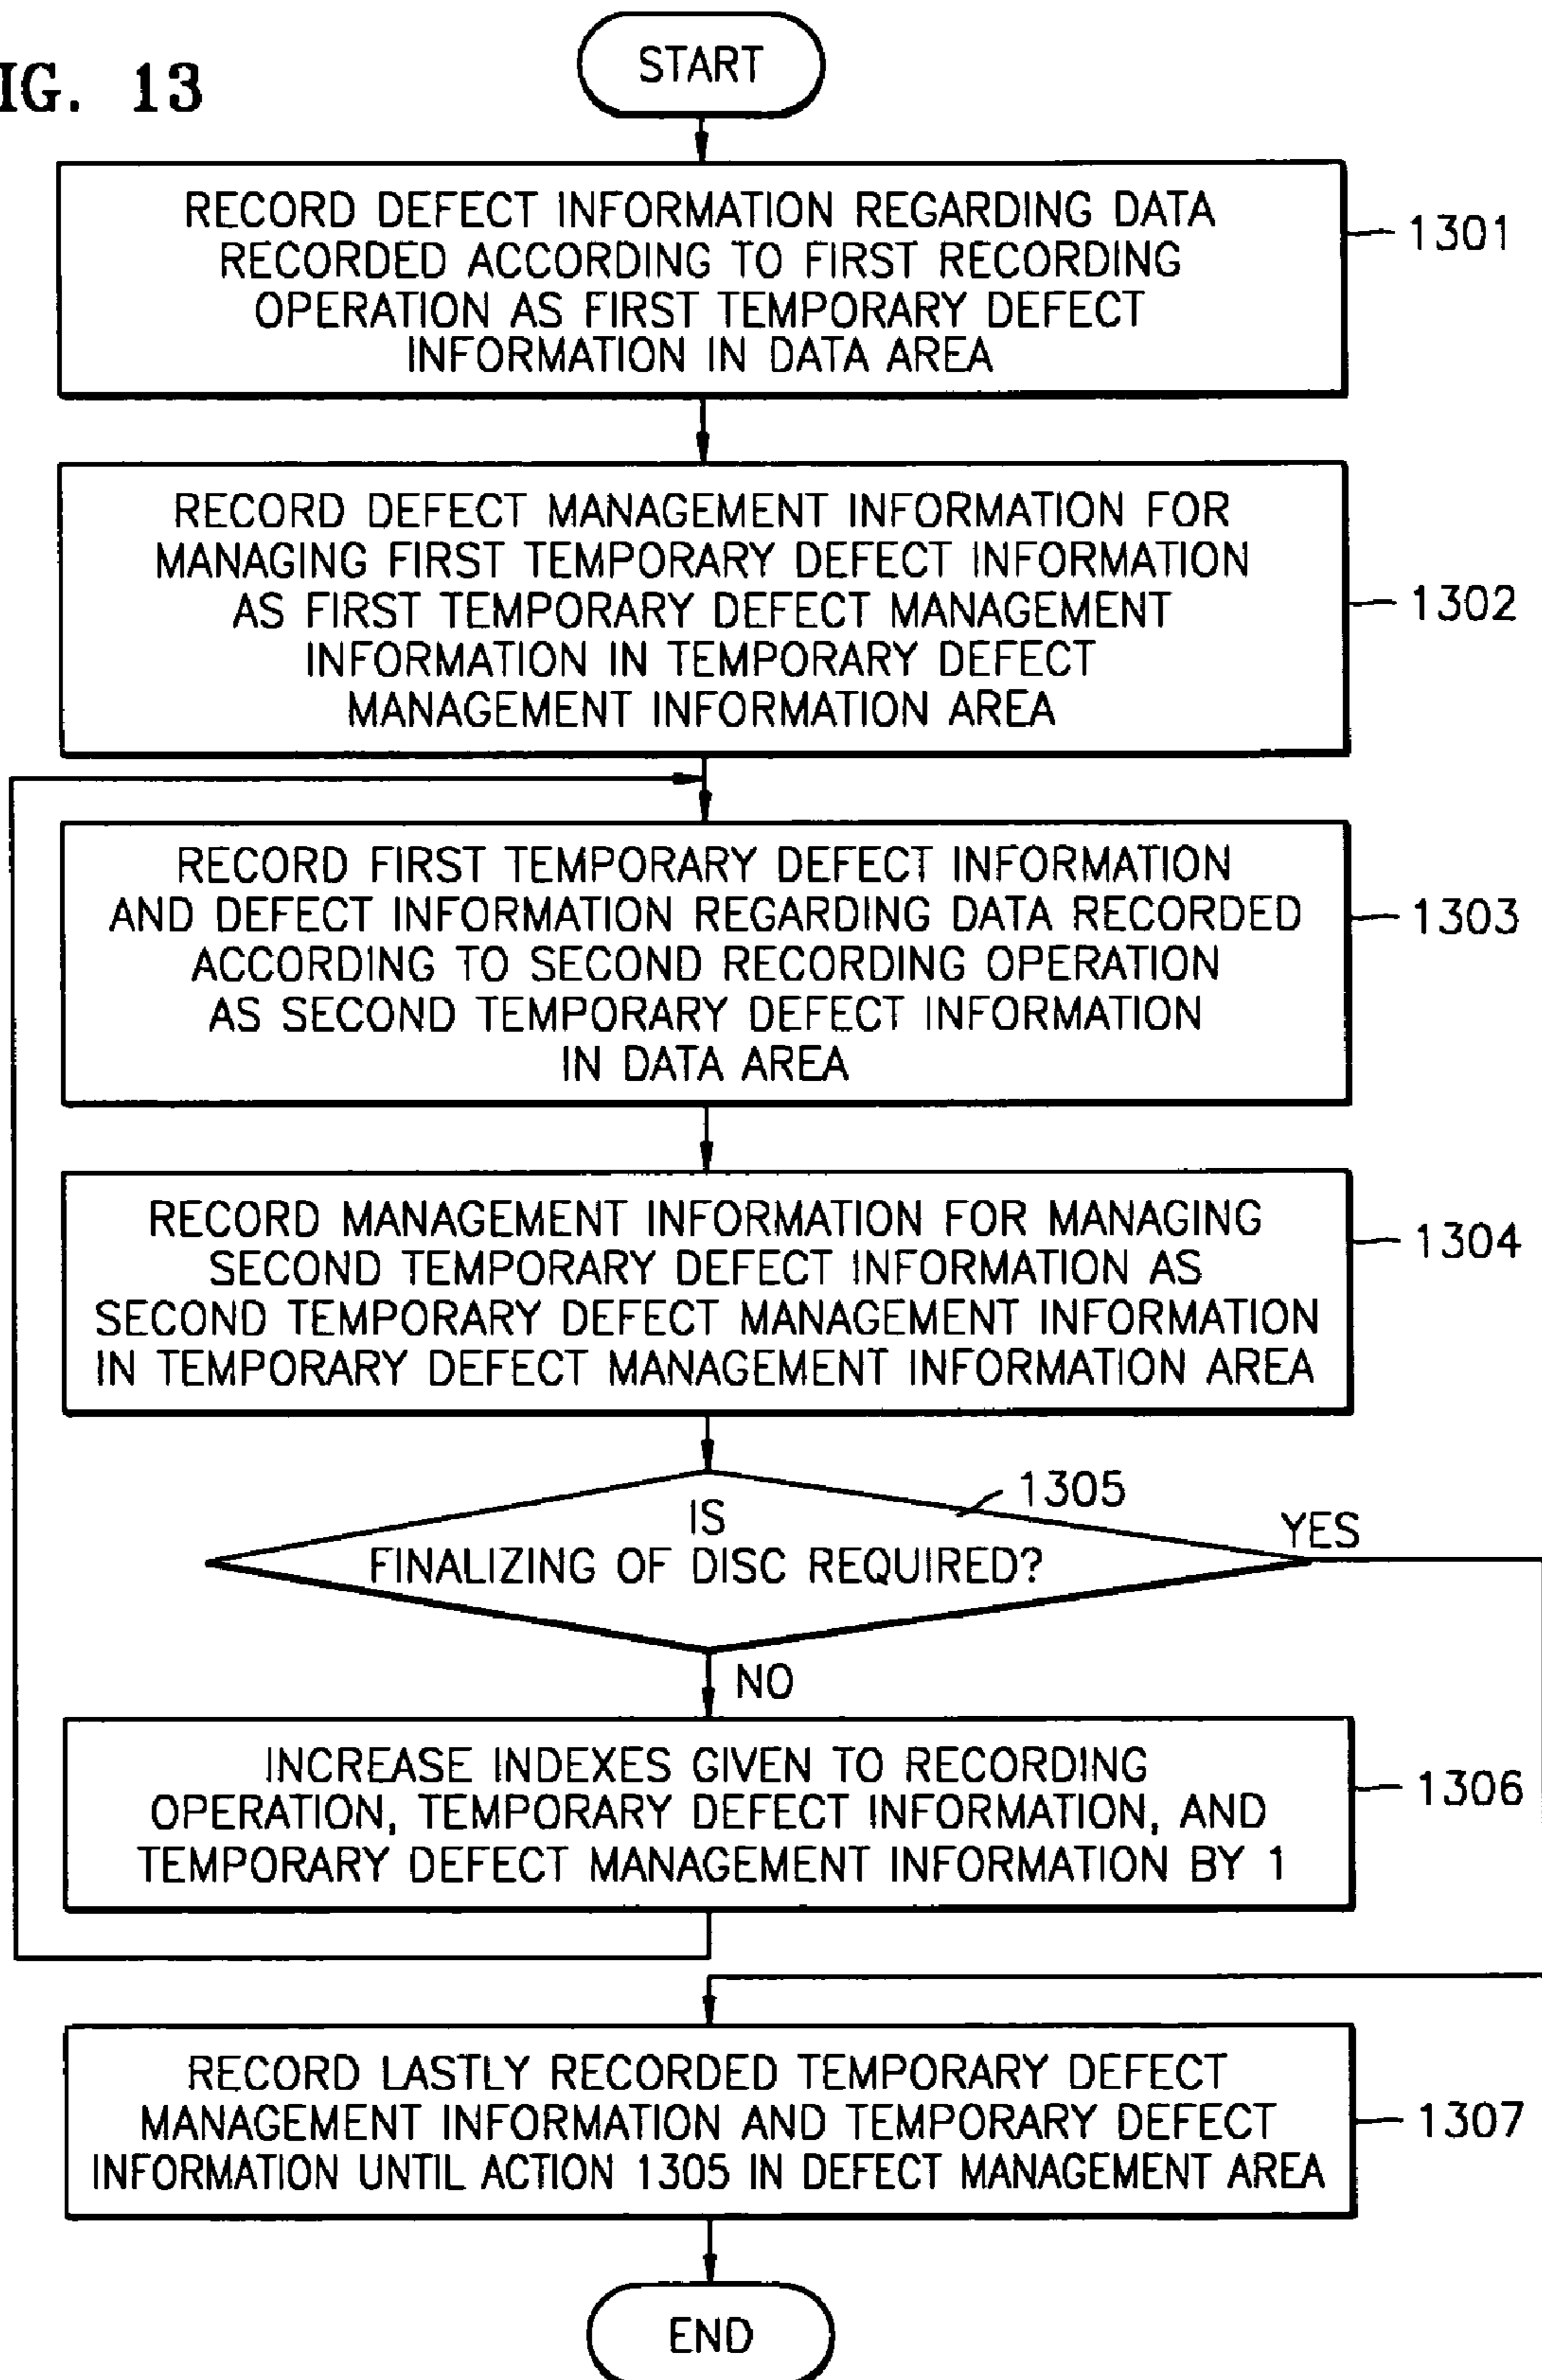 IG. 13
START
RECORD DEFECT INFORMATION REGARDING DATA
RECORDED ACCORDING TO FIRST RECORDING
OPERATION AS FIRST TEMPORARY DEFECT
INFORMATION IN DATA AREA
1301
RECORD DEFECT MANAGEMENT INFORMATION FOR
MANAGING FIRST TEMPORARY DEFECT INFORMATION
AS FIRST TEMPORARY DEFECT MANAGEMENT
INFORMATION IN TEMPORARY DEFECT
MANAGEMENT INFORMATION AREA
1302
RECORD FIRST TEMPORARY DEFECT INFORMATION
AND DEFECT INFORMATION REGARDING DATA RECORDED
ACCORDING TO SECOND RECORDING OPERATION
AS SECOND TEMPORARY DEFECT INFORMATION
IN DATA AREA
1303
RECORD MANAGEMENT INFORMATION FOR MANAGING
SECOND TEMPORARY DEFECT INFORMATION AS
SECOND TEMPORARY DEFECT MANAGEMENT INFORMATION
IN TEMPORARY DEFECT MANAGEMENT INFORMATION AREA
1304
1305
IS
FINALIZING OF DISC REQUIRED?
YES
NO
INCREASE INDEXES GIVEN TO RECORDING
OPERATION, TEMPORARY DEFECT INFORMATION, AND
TEMPORARY DEFECT MANAGEMENT INFORMATION BY 1
1306
RECORD LASTLY RECORDED TEMPORARY DEFECT
MANAGEMENT INFORMATION AND TEMPORARY DEFECT
INFORMATION UNTIL ACTION 1305 IN DEFECT MANAGEMENT AREA
1307
END